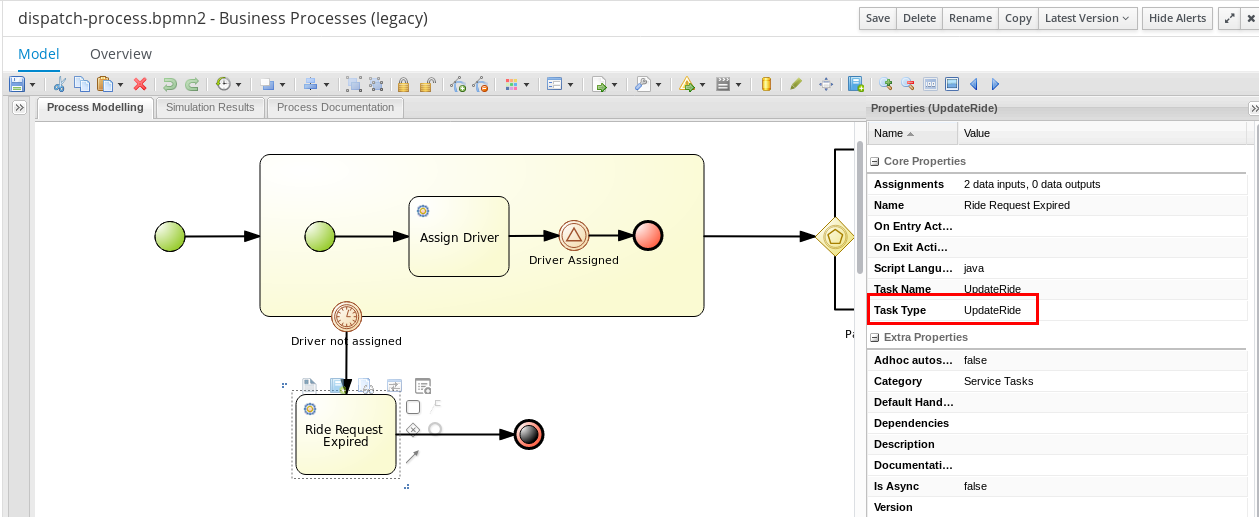 dispatch-process.bpmn2 - Business Processes (legacy)
Save Delete Rename Copy Latest Version Hide Alerts
Model Overview
Process Modelling Simulation Results Process Documentation
Assign Driver
Driver Assigned
Driver not assigned
Ride Request
Expired
Pa
Properties (UpdateRide)
Name Value
Core Properties
Assignments 2 data inputs, 0 data outputs
Name Ride Request Expired
On Entry Act...
On Exit Acti...
Script Langu... java
Task Name UpdateRide
Task Type UpdateRide
Extra Properties
Adhoc autos... false
Category Service Tasks
Default Hand...
Dependencies
Description
Documentati...
Is Async false
Version